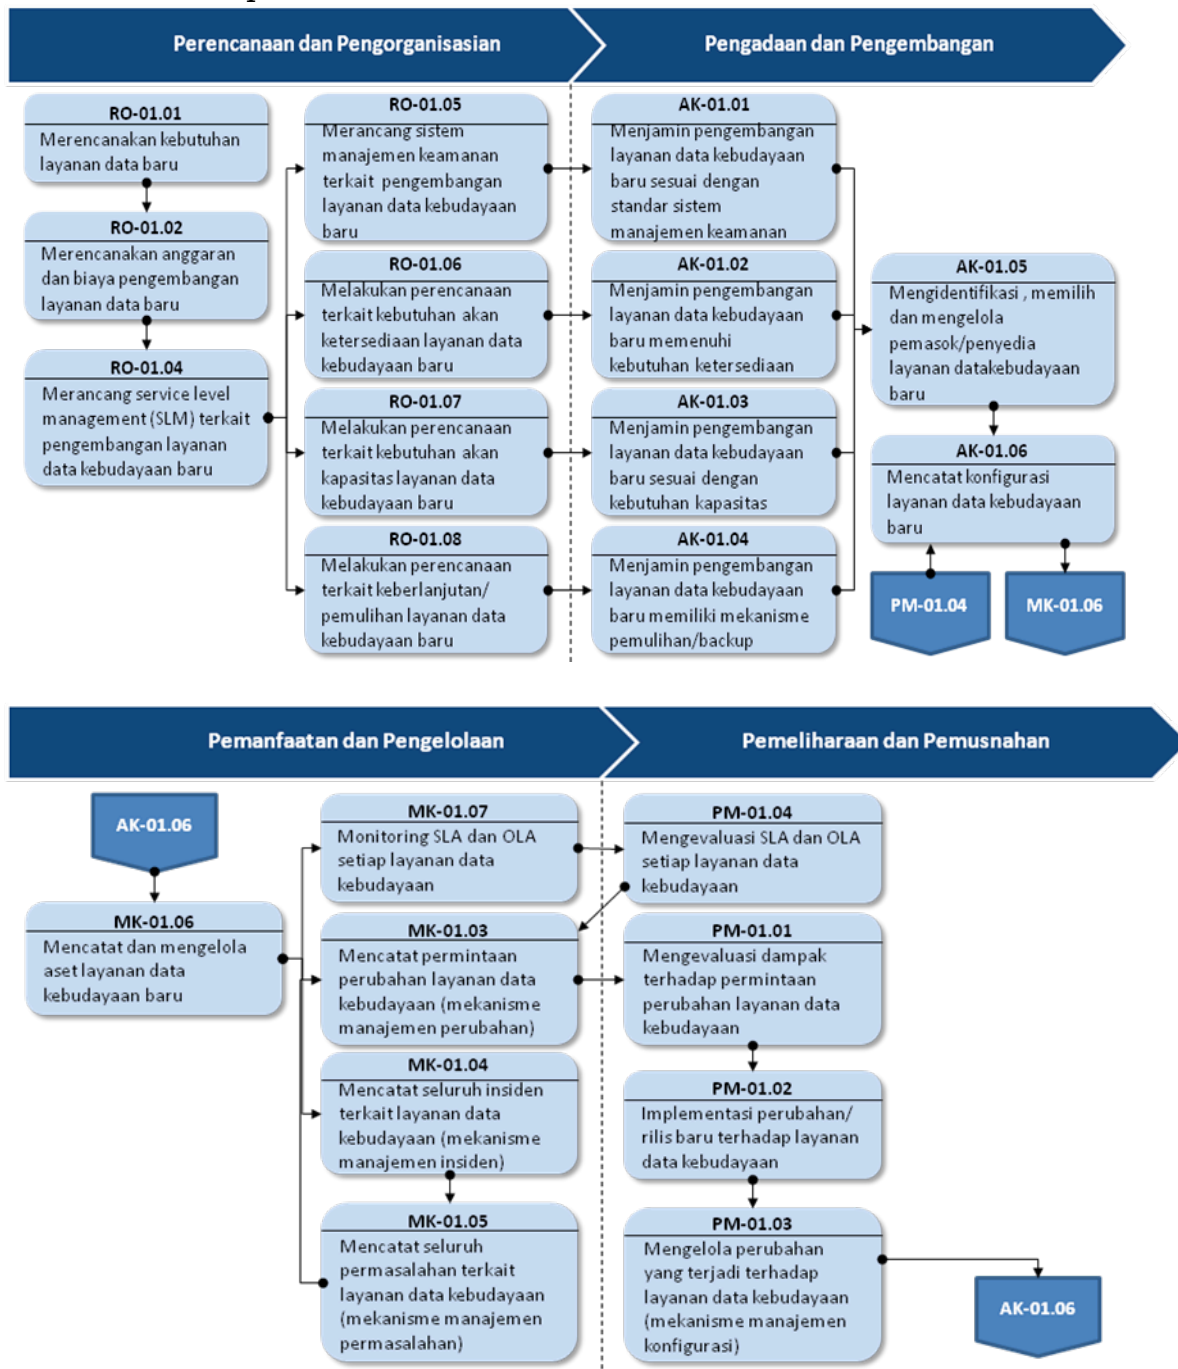 Perencanaan dan Pengorganisasian
Pengadaan dan Pengembangan
RO-01.01
Merencanakan kebutuhan
layanan data baru
RO-01.02
Merencanakan anggaran
dan biaya pengembangan
layanan data baru
RO-01.04
Merancang service level
management (SLM) terkait
pengembangan layanan
data kebudayaan baru
RO-01.05
Merancang sistem
manajemen keamanan
terkait pengembangan
layanan data kebudayaan
baru
RO-01.06
Melakukan perencanaan
terkait kebutuhan akan
ketersediaan layanan data
kebudayaan baru
RO-01.07
Melakukan perencanaan
terkait kebutuhan akan
kapasitas layanan data
kebudayaan baru
RO-01.08
Melakukan perencanaan
terkait keberlanjutan/
pemulihan layanan data
kebudayaan baru
AK-01.01
Menjamin pengembangan
layanan data kebudayaan
baru sesuai dengan
standar sistem
manajemen keamanan
AK-01.02
Menjamin pengembangan
layanan data kebudayaan
baru memenuhi
kebutuhan ketersediaan
AK-01.03
Menjamin pengembangan
layanan data kebudayaan
baru sesuai dengan
kebutuhan kapasitas
AK-01.04
Menjamin pengembangan
layanan data kebudayaan
baru memiliki mekanisme
pemulihan/backup
AK-01.05
Mengidentifikasi , memilih
dan mengelola
pemasok/penyedia
layanan datakebudayaan
baru
AK-01.06
Mencatat konfigurasi
layanan data kebudayaan
baru
PM-01.04
MK-01.06
Pemanfaatan dan Pengelolaan
Pemeliharaan dan Pemusnahan
AK-01.06
MK-01.06
Mencatat dan mengelola
aset layanan data
kebudayaan baru
MK-01.07
Monitoring SLA dan OLA
setiap layanan data
kebudayaan
MK-01.03
Mencatat permintaan
perubahan layanan data
kebudayaan (mekanisme
manajemen perubahan)
MK-01.04
Mencatat seluruh insiden
terkait layanan data
kebudayaan (mekanisme
manajemen insiden)
MK-01.05
Mencatat seluruh
permasalahan terkait
layanan data kebudayaan
(mekanisme manajemen
permasalahan)
PM-01.04
Mengevaluasi SLA dan OLA
setiap layanan data
kebudayaan
PM-01.01
Mengevaluasi dampak
terhadap permintaan
perubahan layanan data
kebudayaan
PM-01.02
Implementasi perubahan/
rilis baru terhadap layanan
data kebudayaan
PM-01.03
Mengelola perubahan
yang terjadi terhadap
layanan data kebudayaan
(mekanisme manajemen
konfigurasi)
AK-01.06